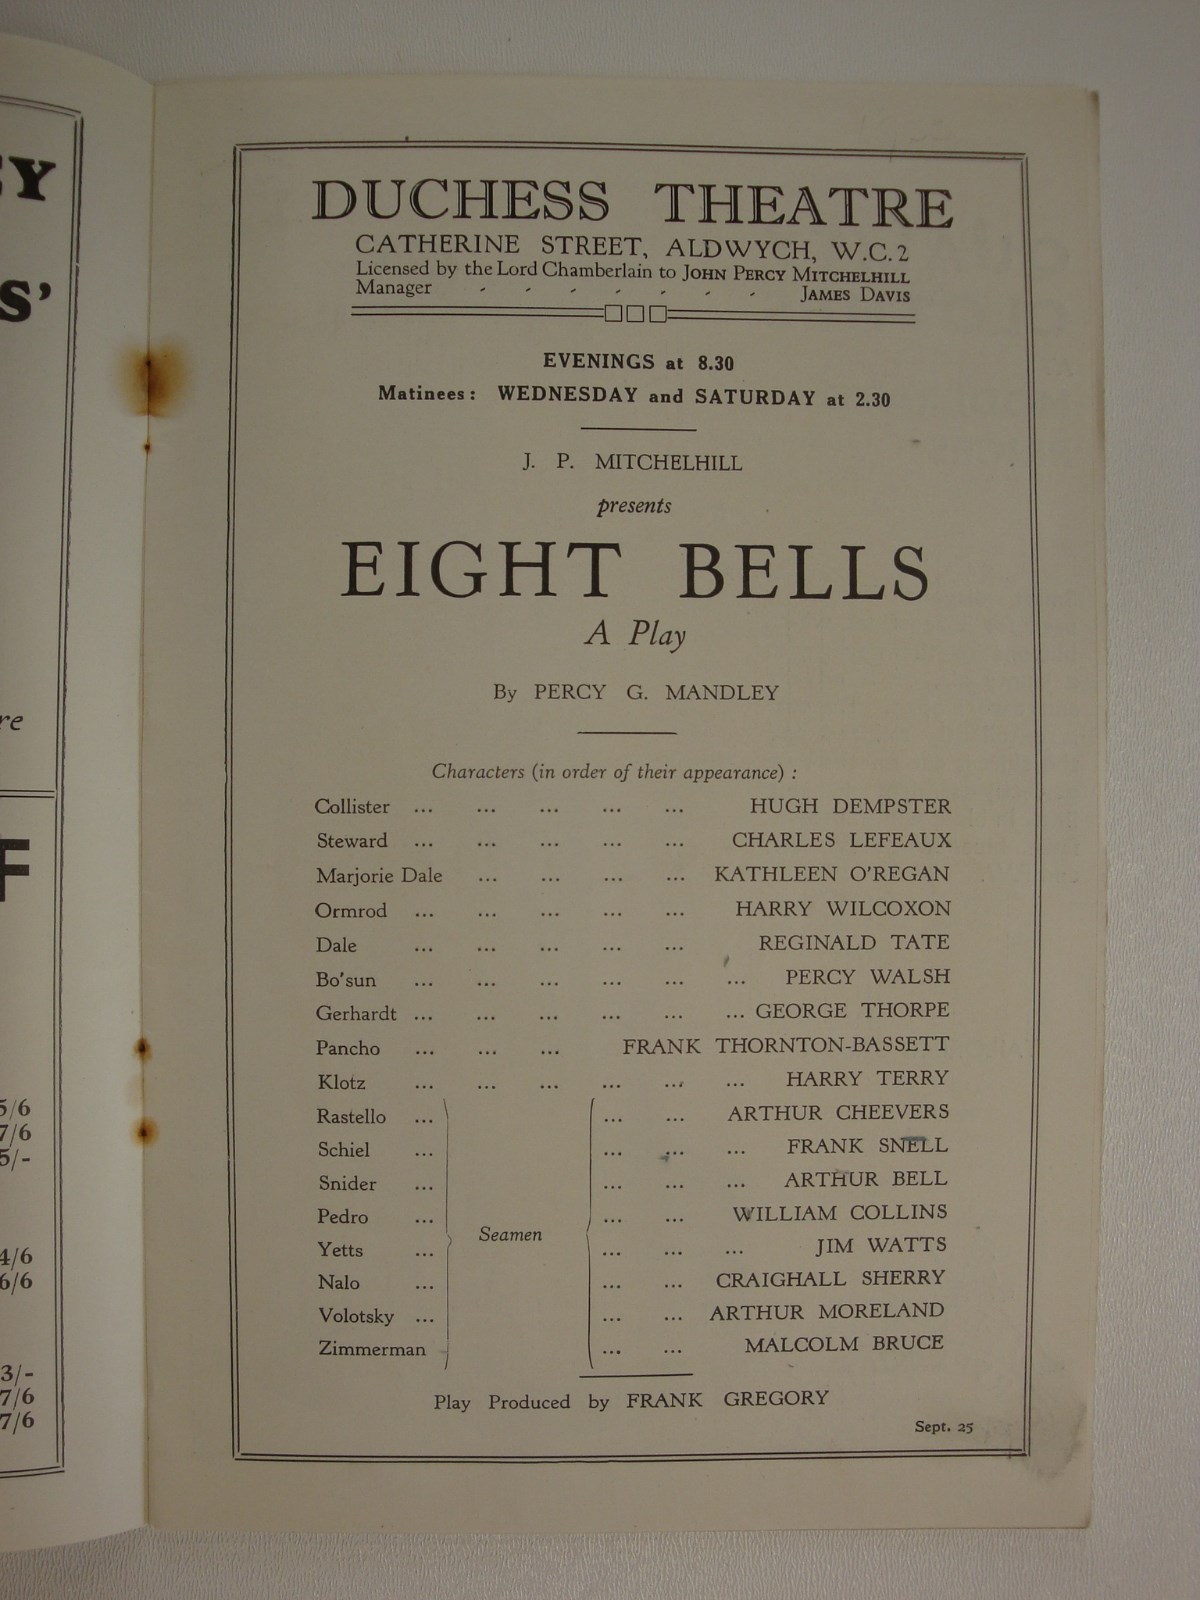 EY
S'
re
F
5/6
7/6
5/-
4/6
6/6
3/-
7/6
7/6
DUCHESS THEATRE
CATHERINE STREET, ALDWYCH, W.C.2
Licensed by the Lord Chamberlain to JOHN PERCY MITCHELHILL
Manager - - - - - - - JAMES DAVIS
EVENINGS at 8.30
Matinees: WEDNESDAY and SATURDAY at 2.30
J. P. MITCHELHILL
presents
EIGHT BELLS
A Play
By PERCY G. MANDLEY
Characters (in order of their appearance) :
Collister ... ... ... ... ... HUGH DEMPSTER
Steward ... ... ... ... ... CHARLES LEFEAUX
Marjorie Dale ... ... ... ... KATHLEEN O'REGAN
Ormrod ... ... ... ... ... HARRY WILCOXON
Dale ... ... ... ... ... REGINALD TATE
Bo'sun ... ... ... ... ... ... PERCY WALSH
Gerhardt ... ... ... ... ... ... GEORGE THORPE
Pancho ... ... ... FRANK THORNTON-BASSETT
Klotz ... ... ... ... ... ... HARRY TERRY
Rastello ... ... ... ARTHUR CHEEVERS
Schiel ... ... ... ... FRANK SNELL
Snider ... ... ... ... ARTHUR BELL
Pedro ... ... ... WILLIAM COLLINS
Seamen
Yetts ... ... ... ... JIM WATTS
Nalo ... ... ... CRAIGHALL SHERRY
Volotsky ... ... ... ARTHUR MORELAND
Zimmerman ... ... MALCOLM BRUCE
Play Produced by FRANK GREGORY
Sept. 25